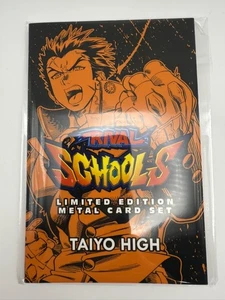 RIVAL
SCHOOLS
LIMITED EDITION
METAL CARD SET
TAIYO HIGH